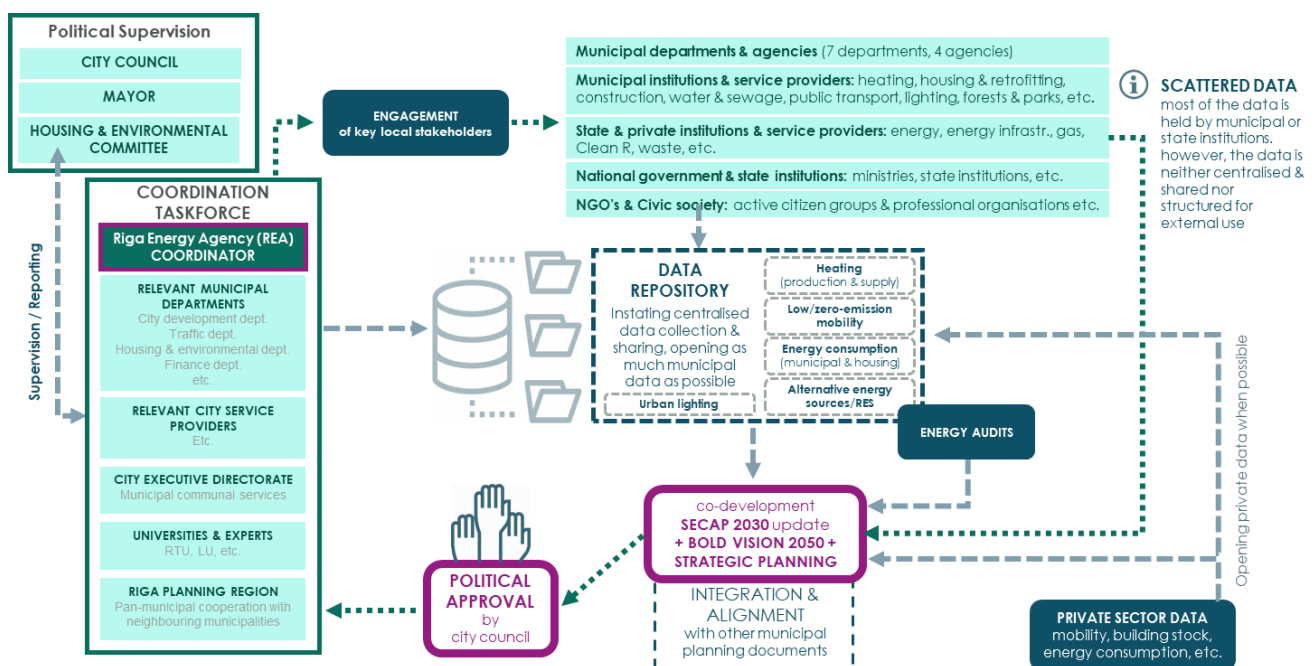 Political Supervision
CITY COUNCIL
MAYOR
HOUSING & ENVIRONMENTAL
COMMITTEE
Supervision / Reporting
COORDINATION
TASKFORCE
Riga Energy Agency (REA)
COORDINATOR
RELEVANT MUNICIPAL
DEPARTMENTS
City development dept.
Traffic dept.
Housing & environmental dept.
Finance dept.
etc.
RELEVANT CITY SERVICE
PROVIDERS
Etc.
CITY EXECUTIVE DIRECTORATE
Municipal communal services
UNIVERSITIES & EXPERTS
RTU, LU, etc.
RIGA PLANNING REGION
Pan-municipal cooperation with
neighbouring municipalities
ENGAGEMENT
of key local stakeholders
Municipal departments & agencies (7 departments, 4 agencies)
Municipal institutions & service providers: heating, housing & retrofitting,
construction, water & sewage, public transport, lighting, forests & parks, etc.
State & private institutions & service providers: energy, energy infrastr., gas,
Clean R, waste, etc.
National government & state institutions: ministries, state institutions, etc.
NGO's & Civic society: active citizen groups & professional organisations etc.
i
SCATTERED DATA
most of the data is
held by municipal or
state institutions.
however, the data is
neither centralised &
shared nor
structured for
external use
DATA
REPOSITORY
Instating centralised
data collection &
sharing, opening as
much municipal
data as possible
Urban lighting
Heating
(production & supply)
Low/zero-emission
mobility
Energy consumption
(municipal & housing)
Alternative energy
sources/RES
ENERGY AUDITS
Opening private data when possible
co-development
SECAP 2030 update
+ BOLD VISION 2050 +
STRATEGIC PLANNING
INTEGRATION &
ALIGNMENT
with other municipal
planning documents
POLITICAL
APPROVAL
by
city council
PRIVATE SECTOR DATA
mobility, building stock,
energy consumption, etc.